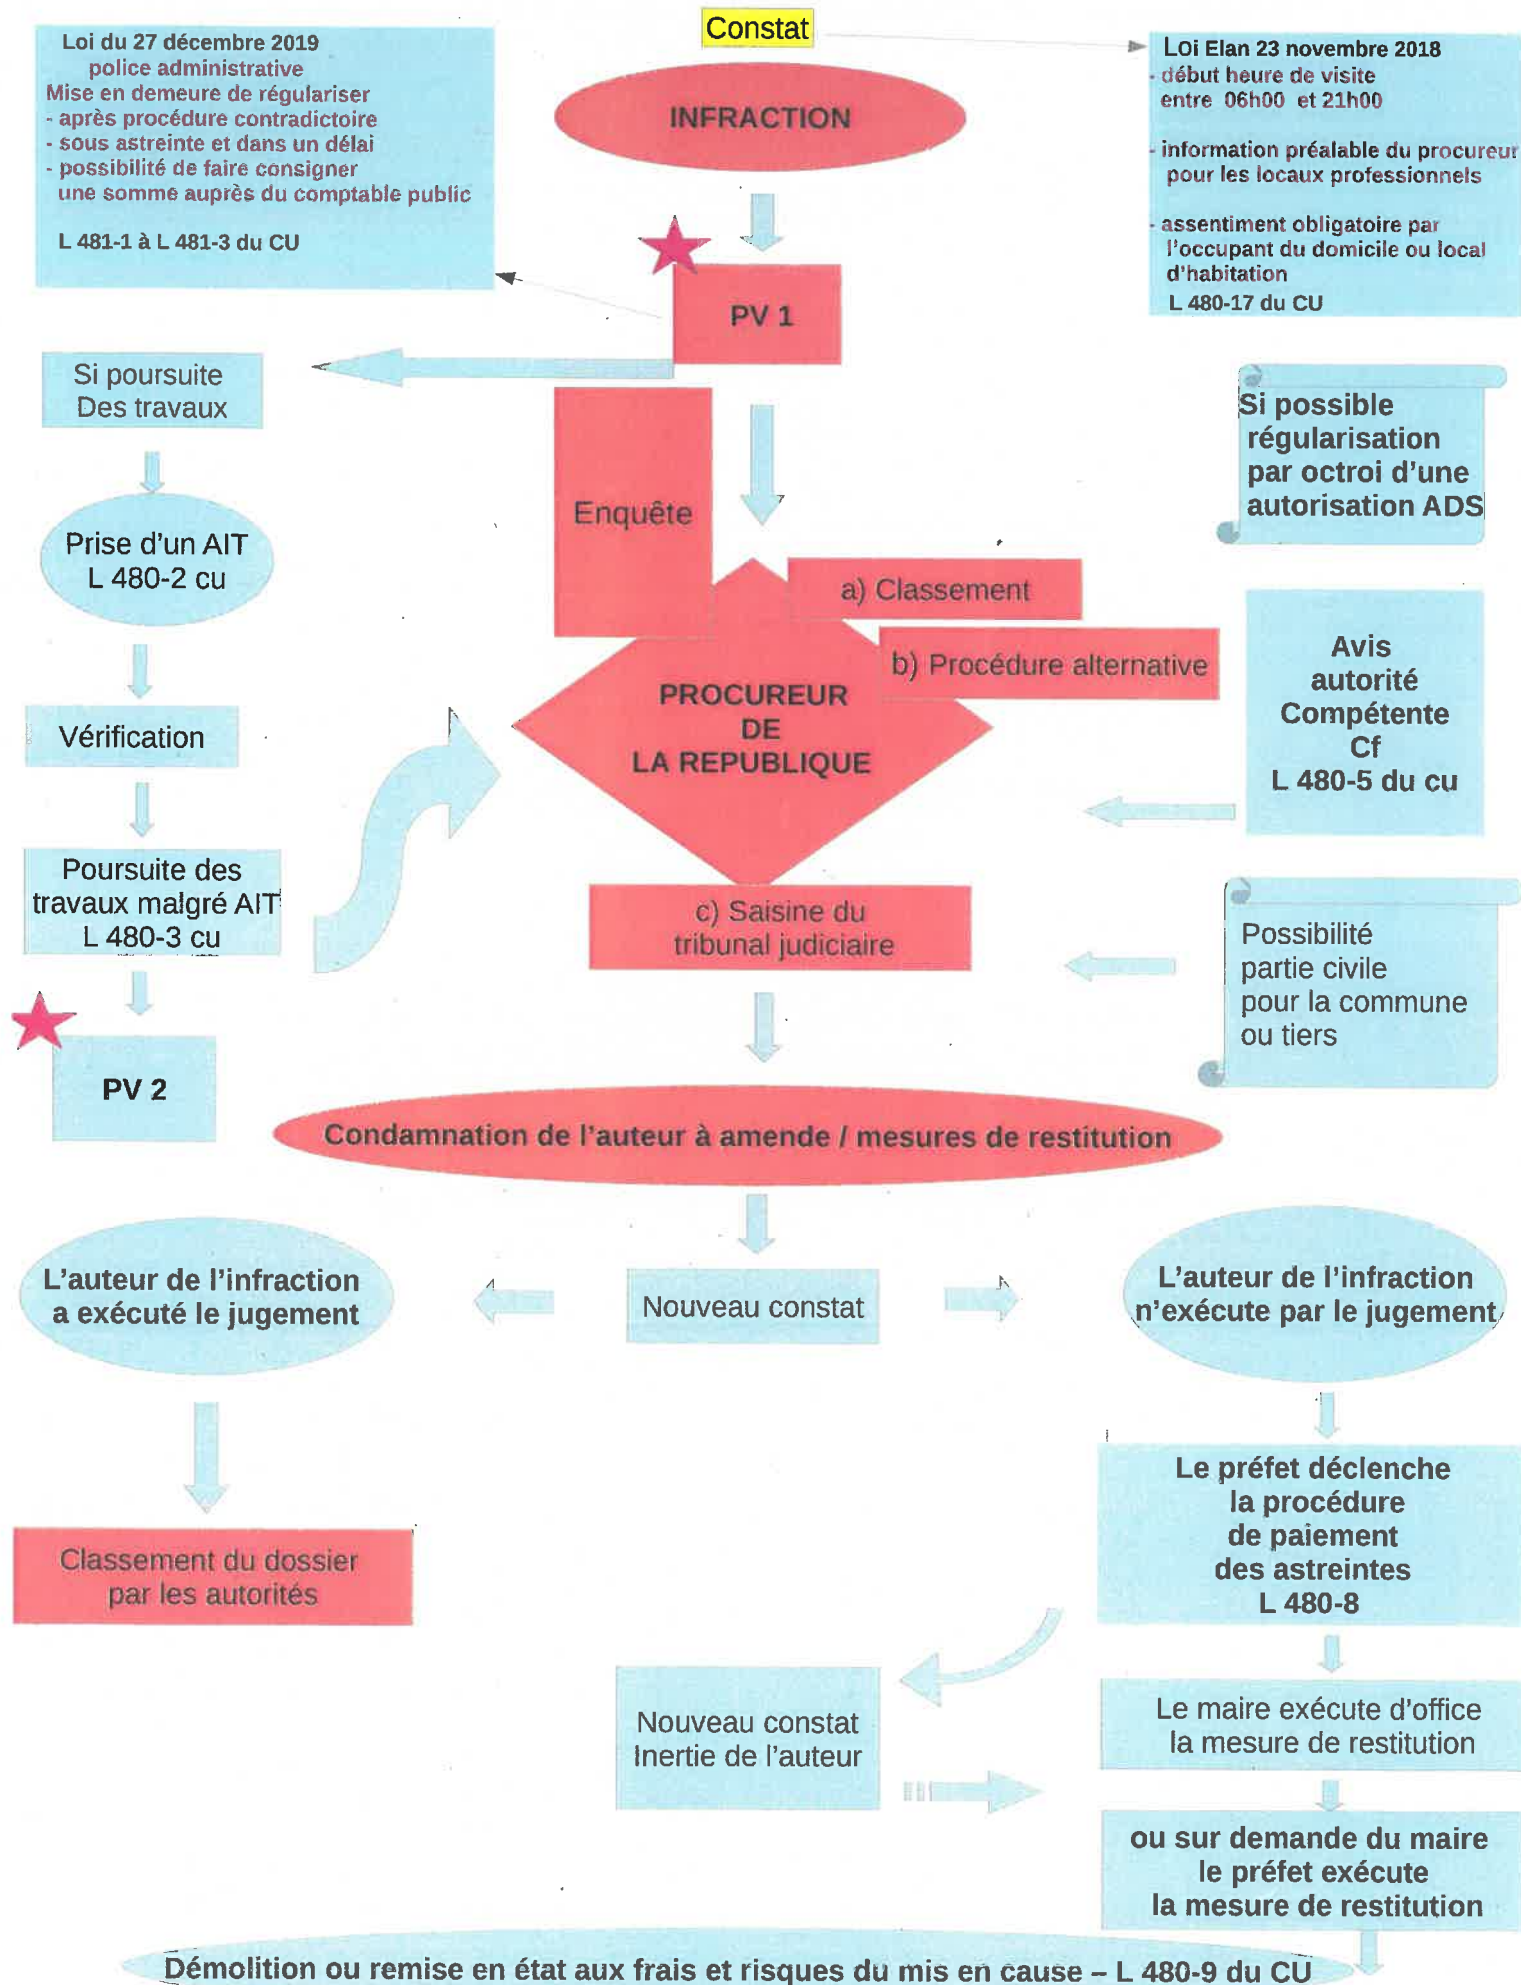 Constat
Loi du 27 décembre 2019
police administrative
Mise en demeure de régulariser
- après procédure contradictoire
- sous astreinte et dans un délai
- possibilité de faire consigner
une somme auprès du comptable public
L 481-1 à L 481-3 du CU
INFRACTION
Loi Elan 23 novembre 2018
- début heure de visite
entre 06h00 et 21h00
- information préalable du procureur
pour les locaux professionnels
- assentiment obligatoire par
l'occupant du domicile ou local
d'habitation
L 480-17 du CU
PV 1
Si poursuite
Des travaux
Prise d'un AIT
L 480-2 cu
Vérification
Poursuite des
travaux malgré AIT
L 480-3 cu
PV 2
Enquête
a) Classement
b) Procédure alternative
PROCUREUR
DE
LA REPUBLIQUE
c) Saisine du
tribunal judiciaire
Si possible
régularisation
par octroi d'une
autorisation ADS
Avis
autorité
Compétente
Cf
L 480-5 du cu
Possibilité
partie civile
pour la commune
ou tiers
Condamnation de l'auteur à amende / mesures de restitution
L'auteur de l'infraction
a exécuté le jugement
Nouveau constat
L'auteur de l'infraction
n'exécute par le jugement
Classement du dossier
par les autorités
Le préfet déclenche
la procédure
de paiement
des astreintes
L 480-8
Nouveau constat
Inertie de l'auteur
Le maire exécute d'office
la mesure de restitution
ou sur demande du maire
le préfet exécute
la mesure de restitution
Démolition ou remise en état aux frais et risques du mis en cause – L 480-9 du CU